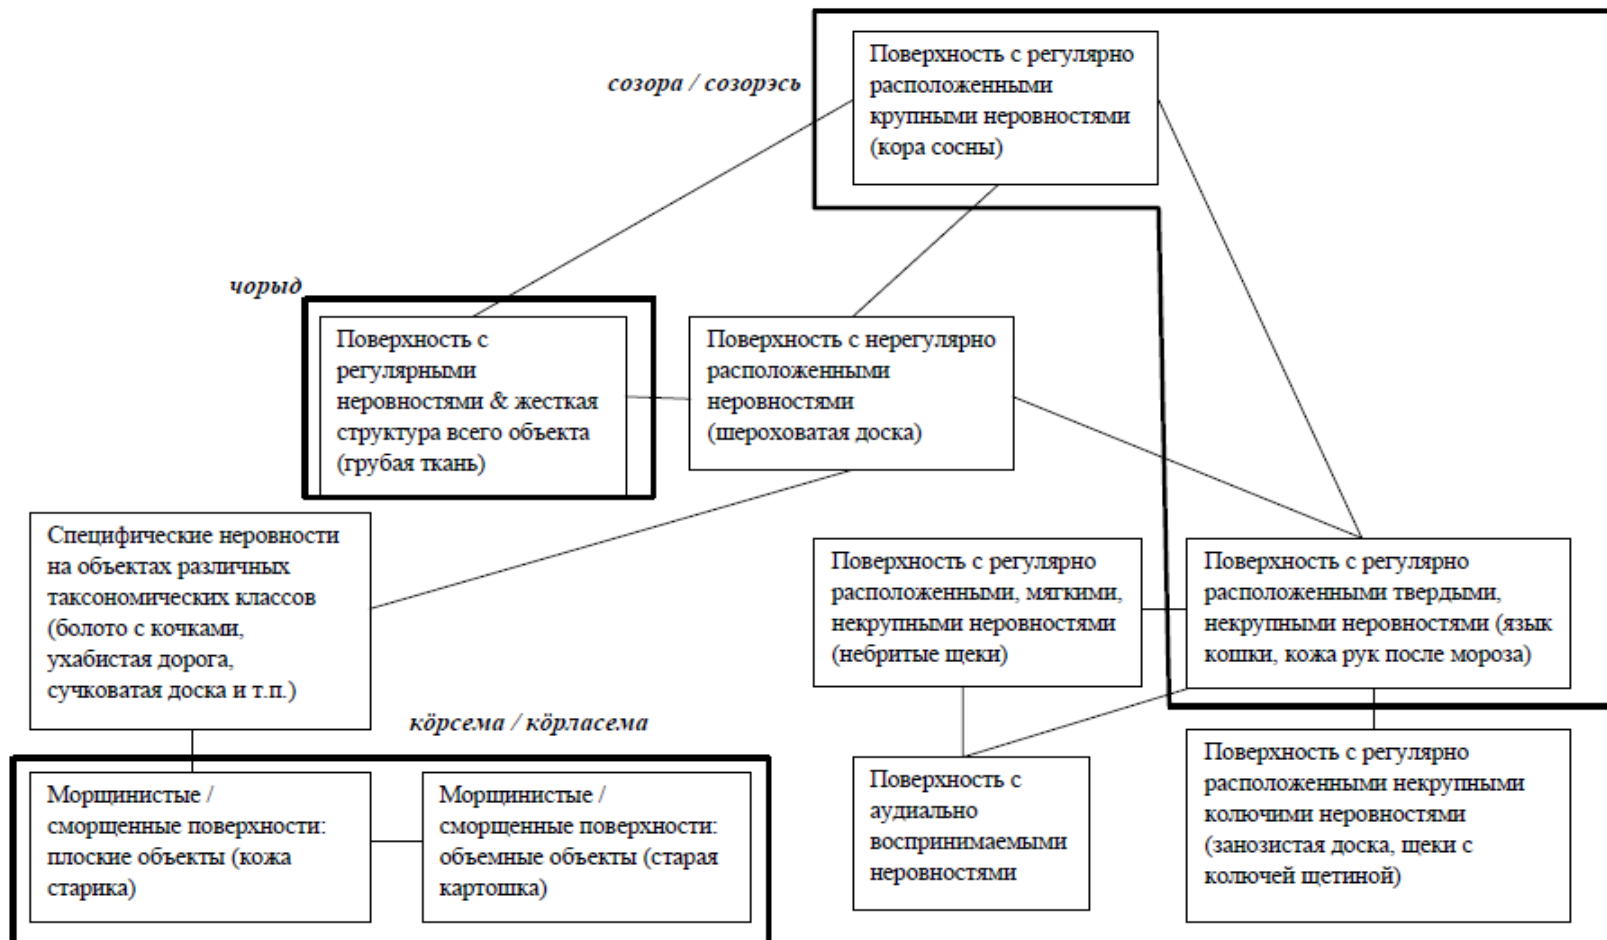 Поверхность с регулярно
расположенными
крупными неровностями
(кора сосны)
созора / созорэсь
чорыд
Поверхность с
регулярными
неровностями & жесткая
структура всего объекта
(грубая ткань)
Поверхность с нерегулярно
расположенными
неровностями
(шероховатая доска)
Специфические неровности
на объектах различных
таксономических классов
(болото с кочками,
ухабистая дорога,
сучковатая доска и т.п.)
Поверхность с регулярно
расположенными, мягкими,
некрупными неровностями
(небритые щеки)
Поверхность с регулярно
расположенными твердыми,
некрупными неровностями (язык
кошки, кожа рук после мороза)
кӧрсема / кӧрласема
Морщинистые /
сморщенные поверхности:
плоские объекты (кожа
старика)
Морщинистые /
сморщенные поверхности:
объемные объекты (старая
картошка)
Поверхность с
аудиально
воспринимаемыми
неровностями
Поверхность с регулярно
расположенными некрупными
колючими неровностями
(занозистая доска, щеки с
колючей щетиной)